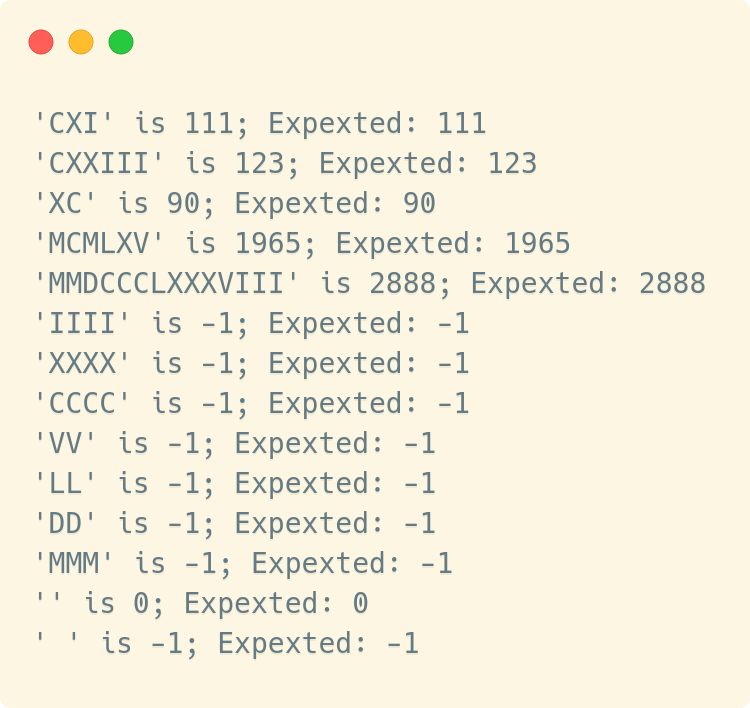 'CXI' is 111; Expexted: 111
'CXXIII' is 123; Expexted: 123
'XC' is 90; Expexted: 90
'MCMLXV' is 1965; Expexted: 1965
'MMDCCCLXXXVIII' is 2888; Expexted: 2888
'IIII' is -1; Expexted: -1
'XXXX' is -1; Expexted: -1
'CCCC' is -1; Expexted: -1
'VV' is -1; Expexted: -1
'LL' is -1; Expexted: -1
'DD' is -1; Expexted: -1
'MMM' is -1; Expexted: -1
'' is 0; Expexted: 0
' ' is -1; Expexted: -1